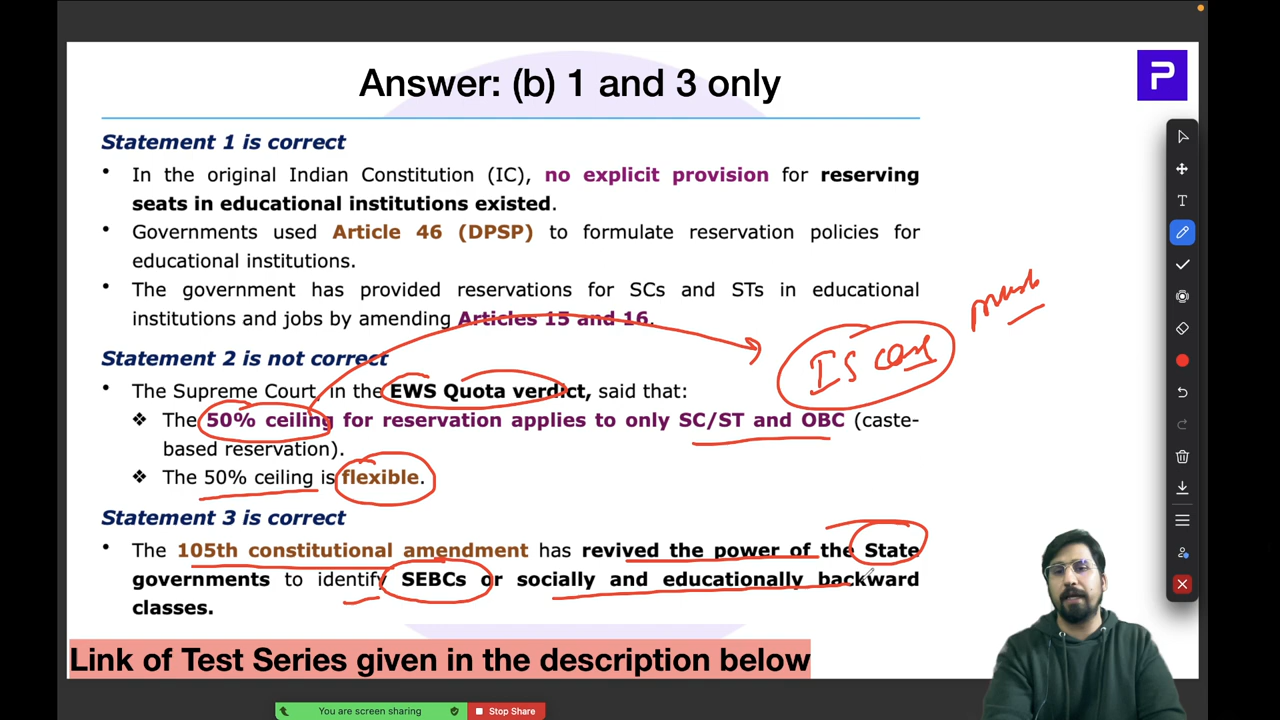 Answer: (b) 1 and 3 only
P
Statement 1 is correct
• In the original Indian Constitution (IC), no explicit provision for reserving
seats in educational institutions existed.
• Governments used Article 46 (DPSP) to formulate reservation policies for
educational institutions.
• The government has provided reservations for SCs and STs in educational
institutions and jobs by amending Articles 15 and 16.
Statement 2 is not correct
• The Supreme Court, in the EWS Quota verdict, said that:
❖ The 50% ceiling for reservation applies to only SC/ST and OBC (caste-
based reservation).
❖ The 50% ceiling is flexible.
IS case
Statement 3 is correct
• The 105th constitutional amendment has revived the power of the State
governments to identify SEBCs or socially and educationally backward
classes.
Link of Test Series given in the description below
T
You are screen sharing
Stop Share